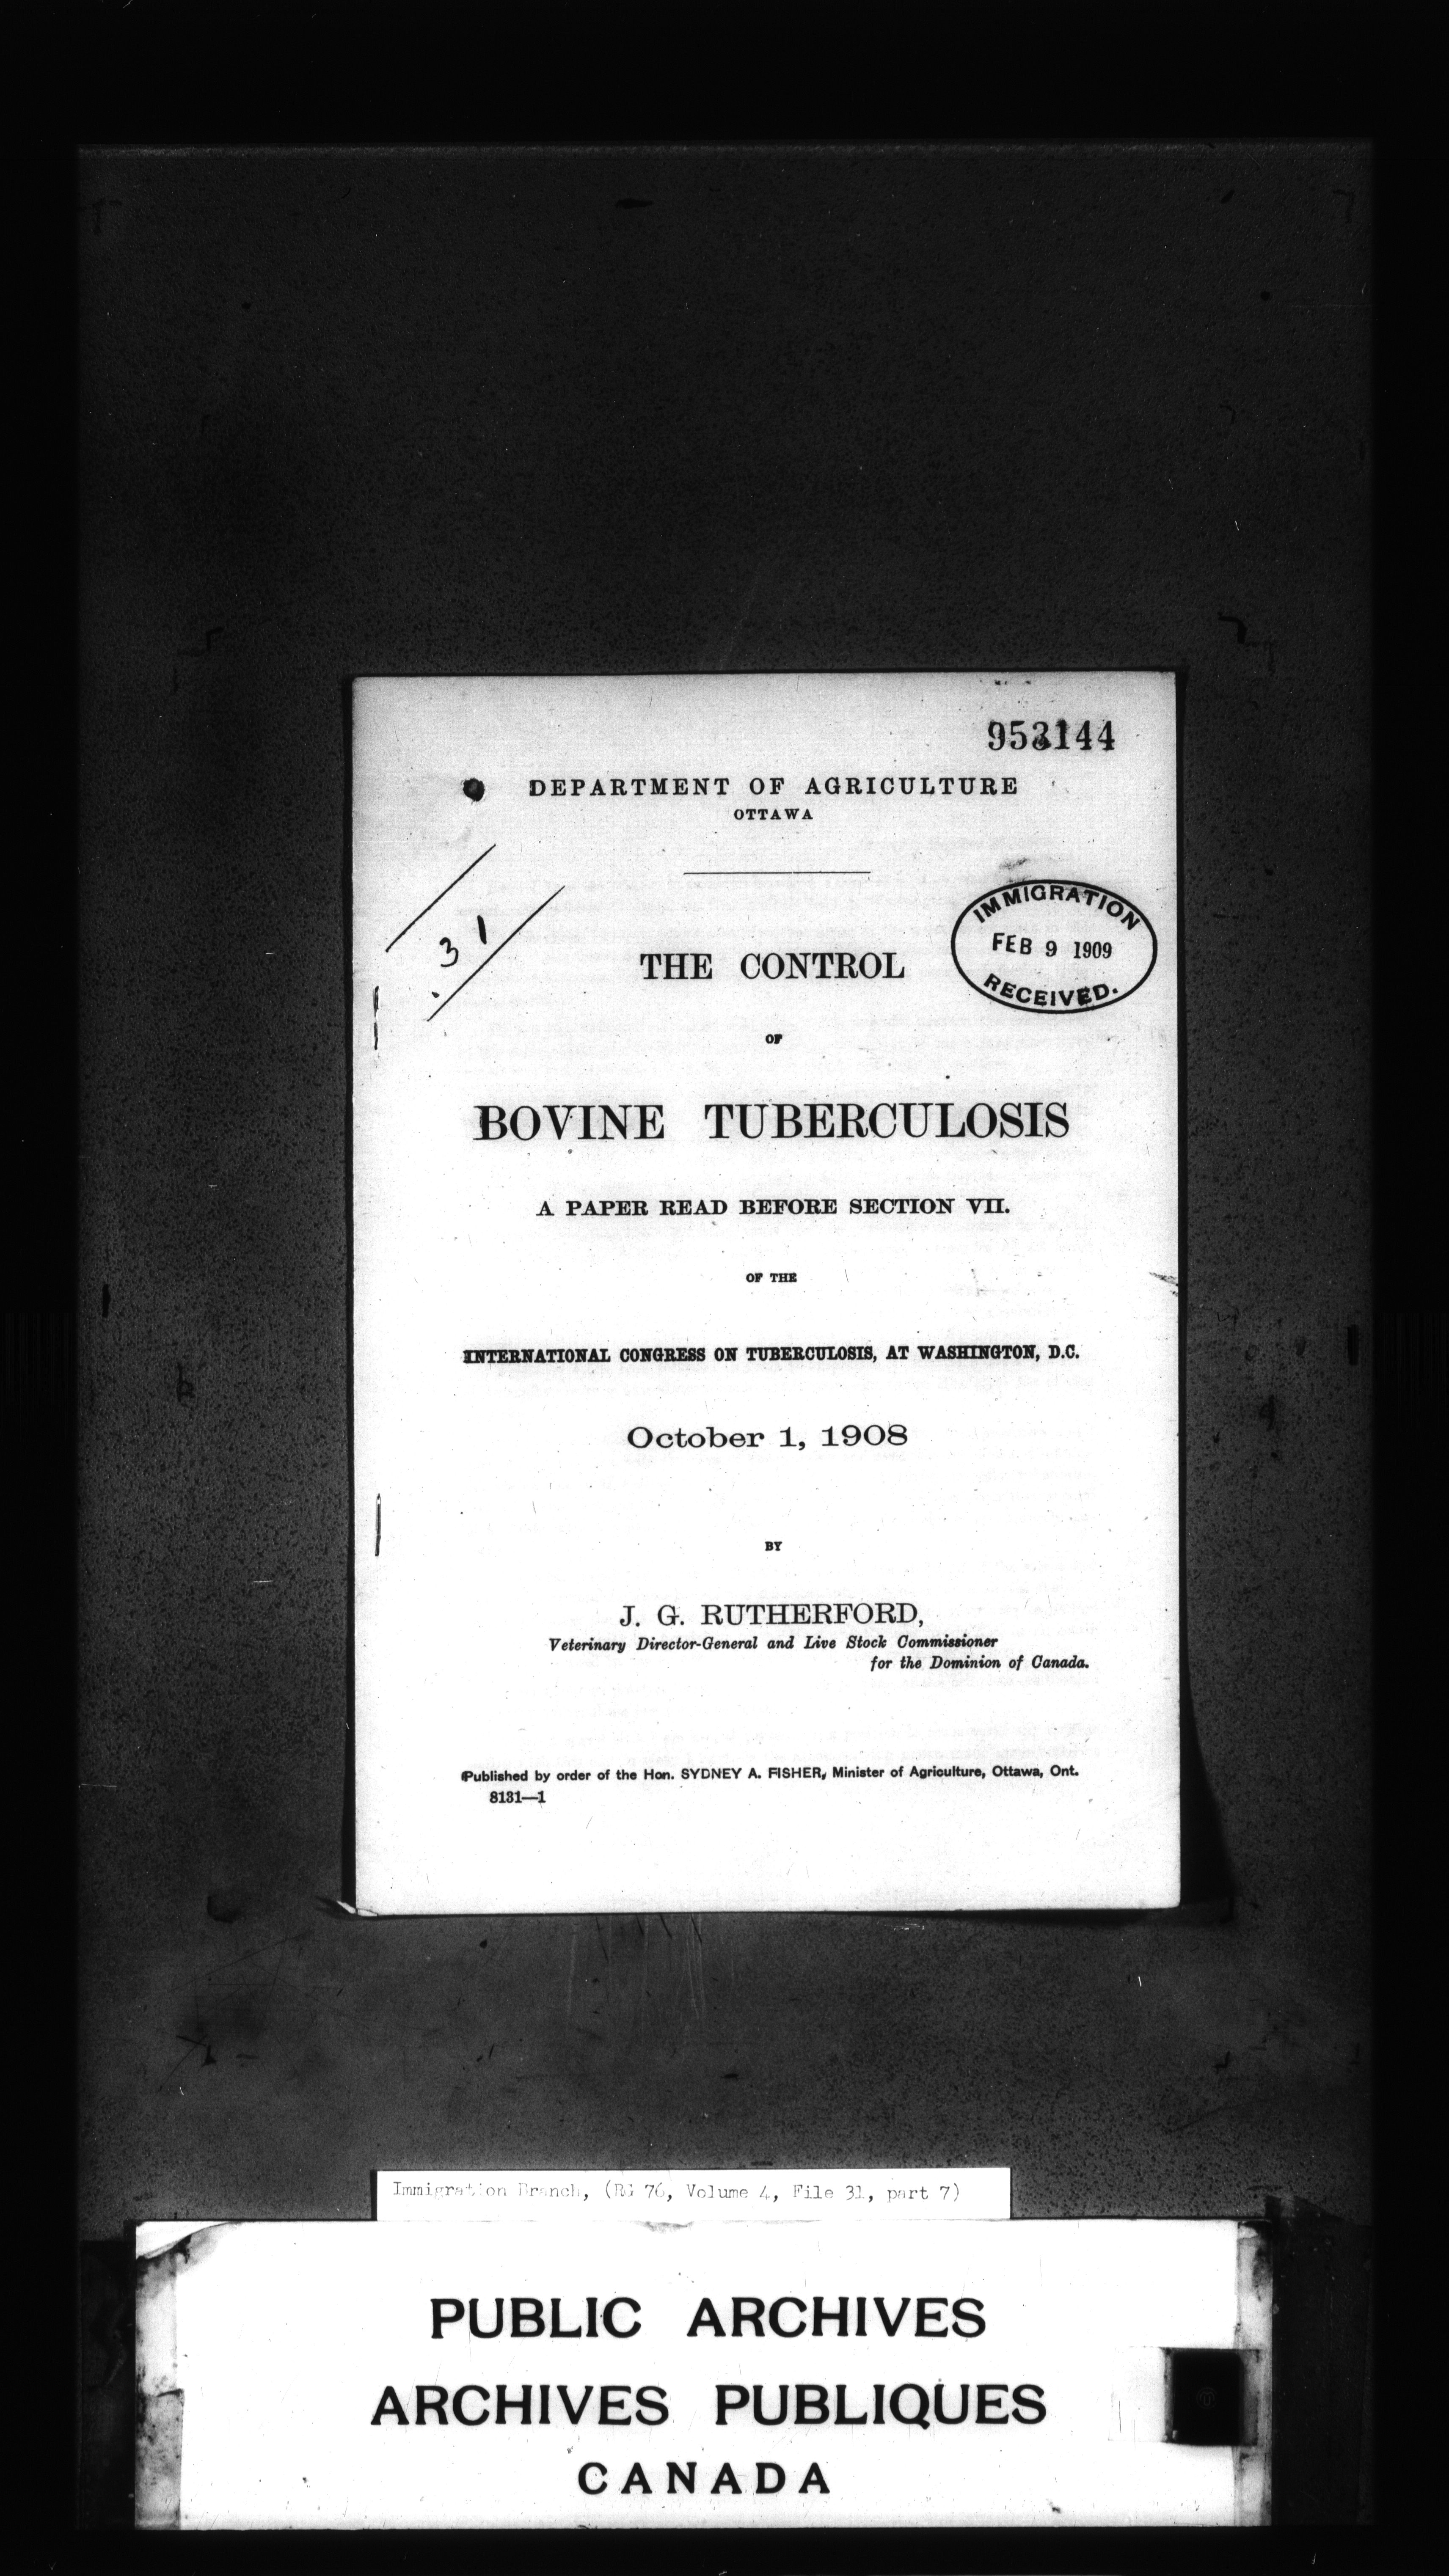 953144
DEPARTMENT OF AGRICULTURE
OTTAWA
31
IMMIGRATION
FEB 9 1909
RECEIVED.
THE CONTROL
OF
BOVINE TUBERCULOSIS
A PAPER READ BEFORE SECTION VII.
OF THE
INTERNATIONAL CONGRESS ON TUBERCULOSIS, AT WASHINGTON, D.C.
October 1, 1908
BY
J. G. RUTHERFORD,
Veterinary Director-General and Live Stock Commissioner
for the Dominion of Canada.
Published by order of the Hon. SYDNEY A. FISHER, Minister of Agriculture, Ottawa, Ont.
8131—1
Immigration Branch, (RG 76, Volume 4, File 31, part 7)
PUBLIC ARCHIVES
ARCHIVES PUBLIQUES
CANADA